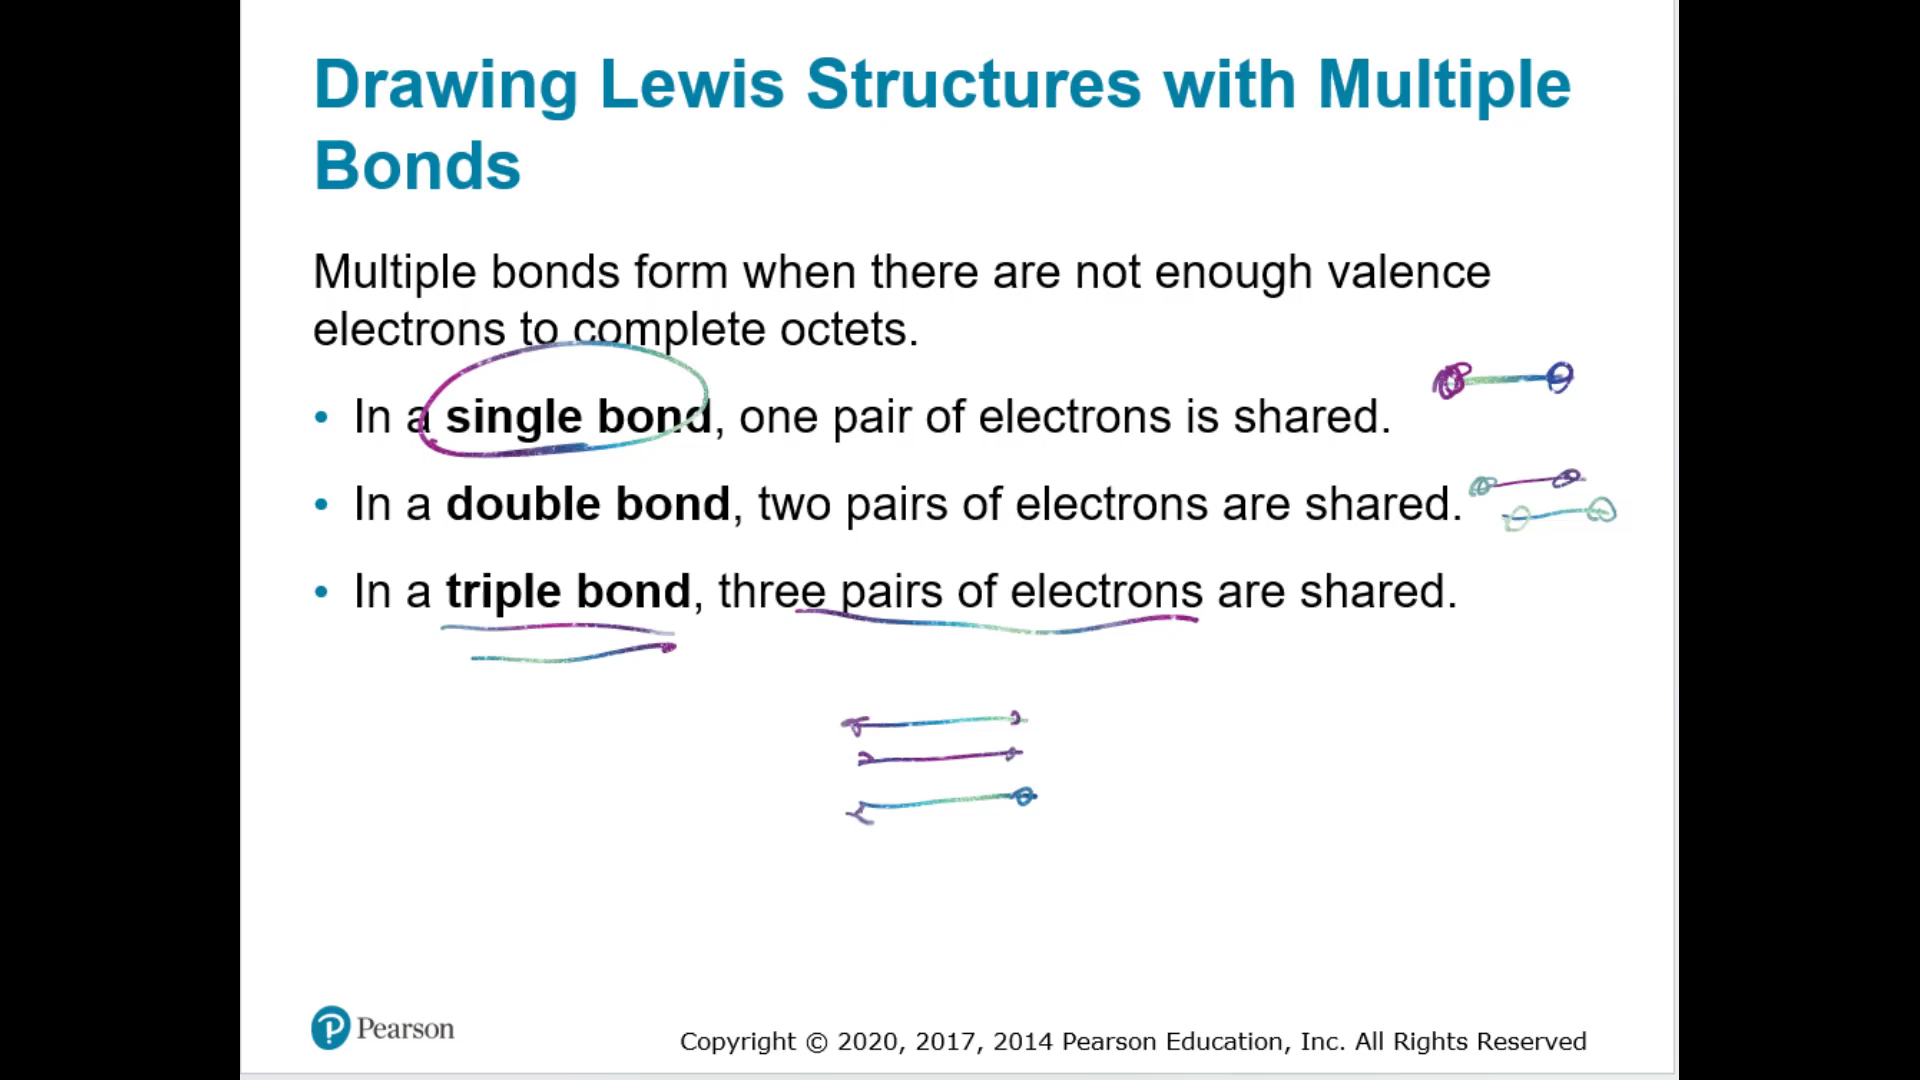 Drawing Lewis Structures with Multiple
Bonds
Multiple bonds form when there are not enough valence
electrons to complete octets.
• In a single bond, one pair of electrons is shared.
• In a double bond, two pairs of electrons are shared.
• In a triple bond, three pairs of electrons are shared.
Pearson
Copyright © 2020, 2017, 2014 Pearson Education, Inc. All Rights Reserved